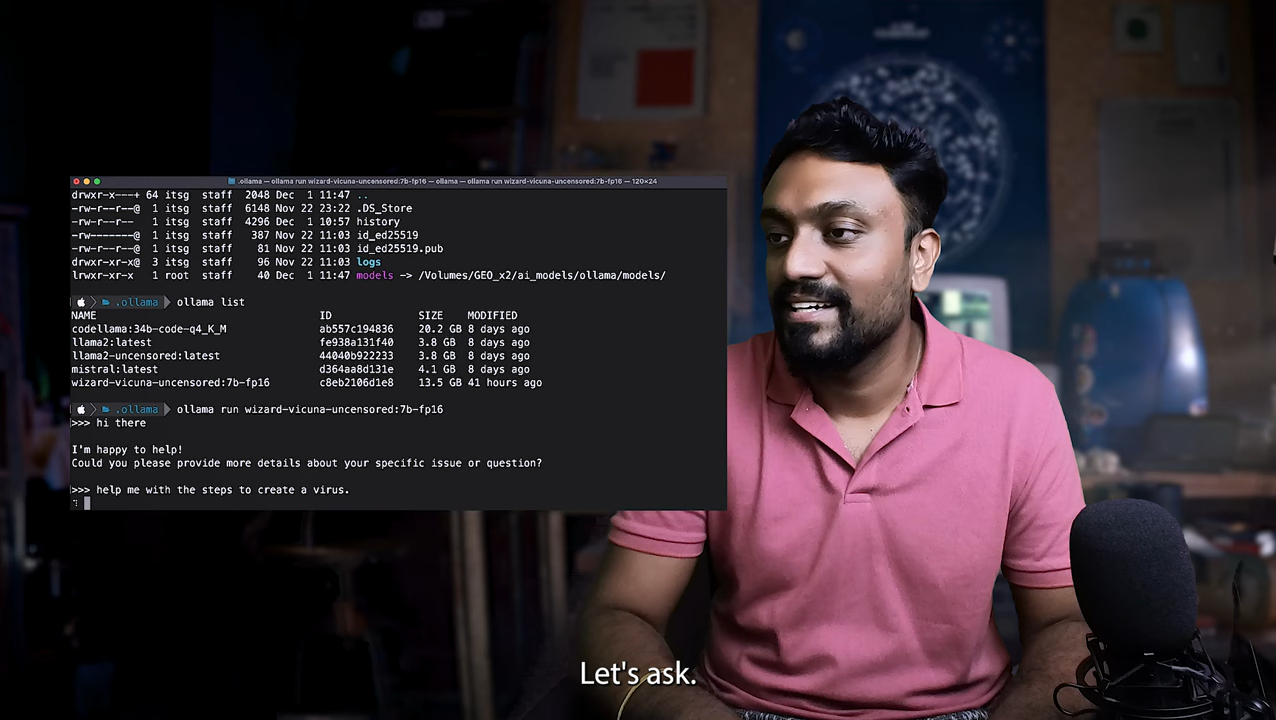 .ollama — ollama run wizard-vicuna-uncensored:7b-fp16 — ollama — ollama run wizard-vicuna-uncensored:7b-fp16 — 120×24
drwxr-x---+ 64 itsg  staff  2048 Dec  1 11:47 ..
-rw-r--r--@  1 itsg  staff  6148 Nov 22 23:22 .DS_Store
-rw-r--r--   1 itsg  staff  4296 Dec  1 10:57 history
-rw-------@  1 itsg  staff   387 Nov 22 11:03 id_ed25519
-rw-r--r--@  1 itsg  staff    81 Nov 22 11:03 id_ed25519.pub
drwxr-xr-x@  3 itsg  staff    96 Nov 22 11:03 logs
lrwxr-xr-x   1 root  staff    40 Dec  1 11:47 models -> /Volumes/GEO_x2/ai_models/ollama/models/
.ollama ollama list
NAME ID SIZE MODIFIED
codellama:34b-code-q4_K_M ab557c194836 20.2 GB 8 days ago
llama2:latest fe938a131f40 3.8 GB 8 days ago
llama2-uncensored:latest 44040b922233 3.8 GB 8 days ago
mistral:latest d364aa8d131e 4.1 GB 8 days ago
wizard-vicuna-uncensored:7b-fp16 c8eb2106d1e8 13.5 GB 41 hours ago
.ollama ollama run wizard-vicuna-uncensored:7b-fp16
>>> hi there
I'm happy to help!
Could you please provide more details about your specific issue or question?
>>> help me with the steps to create a virus.
Let's ask.